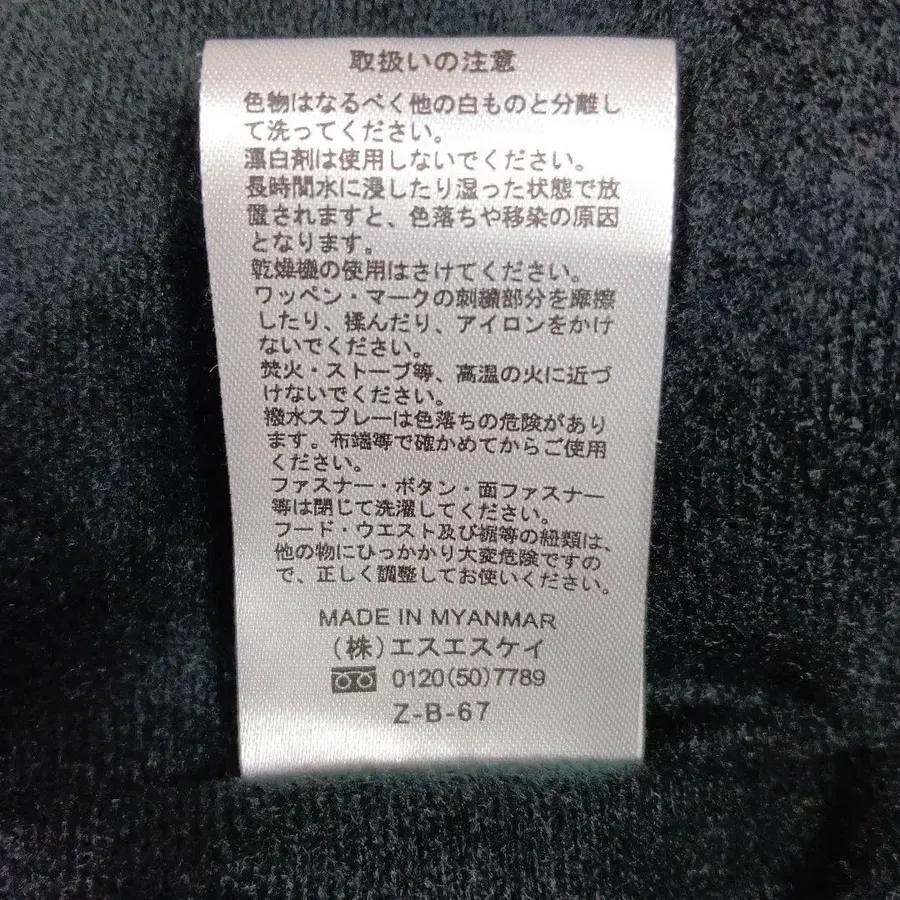 取扱いの注意
色物はなるべく他の白ものと分離し
て洗ってください。
漂白剤は使用しないでください。
長時間水に浸したり湿った状態で放
置されますと、色落ちや移染の原因
となります。
乾燥機の使用はさけてください。
ワッペン・マークの刺繍部分を摩擦
したり、揉んだり、アイロンをかけ
ないでください。
焚火・ストーブ等、高温の火に近づ
けないでください。
撥水スプレーは色落ちの危険があり
ます。布端等で確かめてからご使用
ください。
ファスナー・ボタン・面ファスナー
等は閉じて洗濯してください。
フード・ウエスト及び裾等の紐類は、
他の物にひっかかり大変危険ですの
で、正しく調整してお使いください。
MADE IN MYANMAR
(株)エスエスケイ
0120(50)7789
Z-B-67